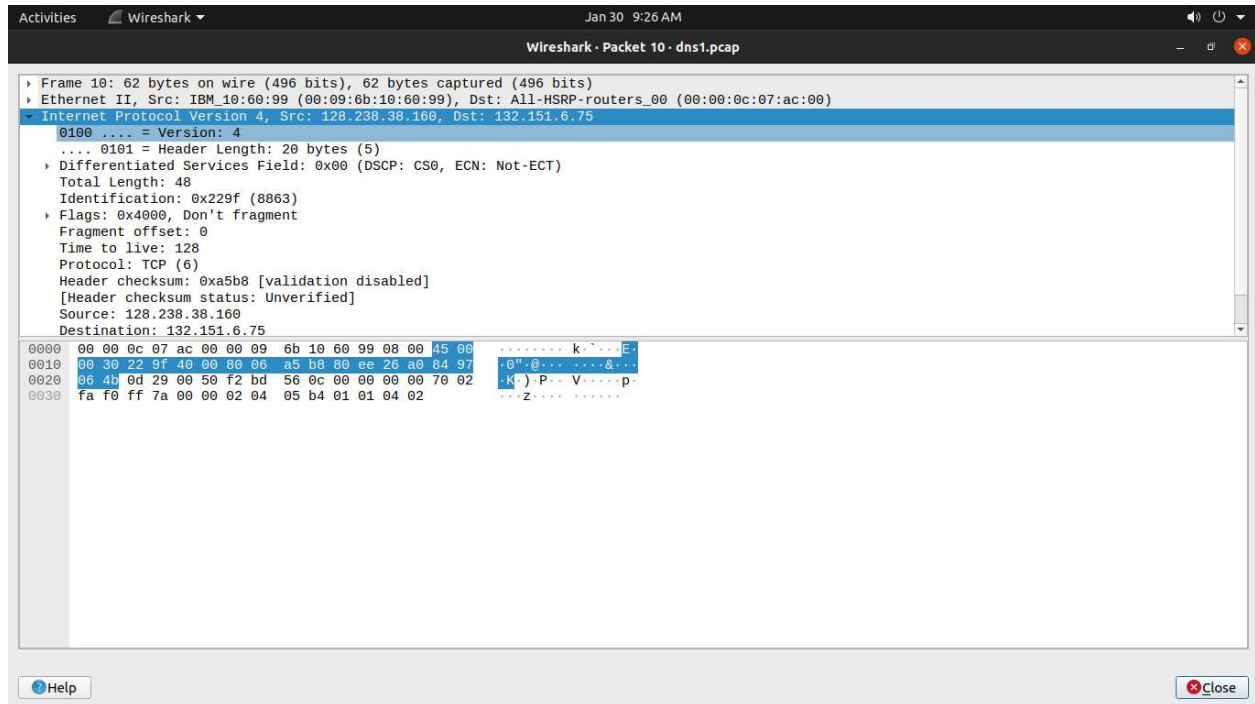 Activities Wireshark Jan 30 9:26 AM
Wireshark · Packet 10 · dns1.pcap
Frame 10: 62 bytes on wire (496 bits), 62 bytes captured (496 bits)
Ethernet II, Src: IBM_10:60:99 (00:09:6b:10:60:99), Dst: All-HSRP-routers_00 (00:00:0c:07:ac:00)
Internet Protocol Version 4, Src: 128.238.38.160, Dst: 132.151.6.75
0100 .... = Version: 4
.... 0101 = Header Length: 20 bytes (5)
Differentiated Services Field: 0x00 (DSCP: CS0, ECN: Not-ECT)
Total Length: 48
Identification: 0x229f (8863)
Flags: 0x4000, Don't fragment
Fragment offset: 0
Time to live: 128
Protocol: TCP (6)
Header checksum: 0xa5b8 [validation disabled]
[Header checksum status: Unverified]
Source: 128.238.38.160
Destination: 132.151.6.75
0000 00 00 0c 07 ac 00 00 09 6b 10 60 99 08 00 45 00 ········ k·`···E·
0010 00 30 22 9f 40 00 80 06 a5 b8 80 ee 26 a0 84 97 ·0"·@··· ····&···
0020 06 4b 0d 29 00 50 f2 bd 56 0c 00 00 00 00 70 02 ·K·)·P·· V·····p·
0030 fa f0 ff 7a 00 00 02 04 05 b4 01 01 04 02 ···z···· ······
Help Close